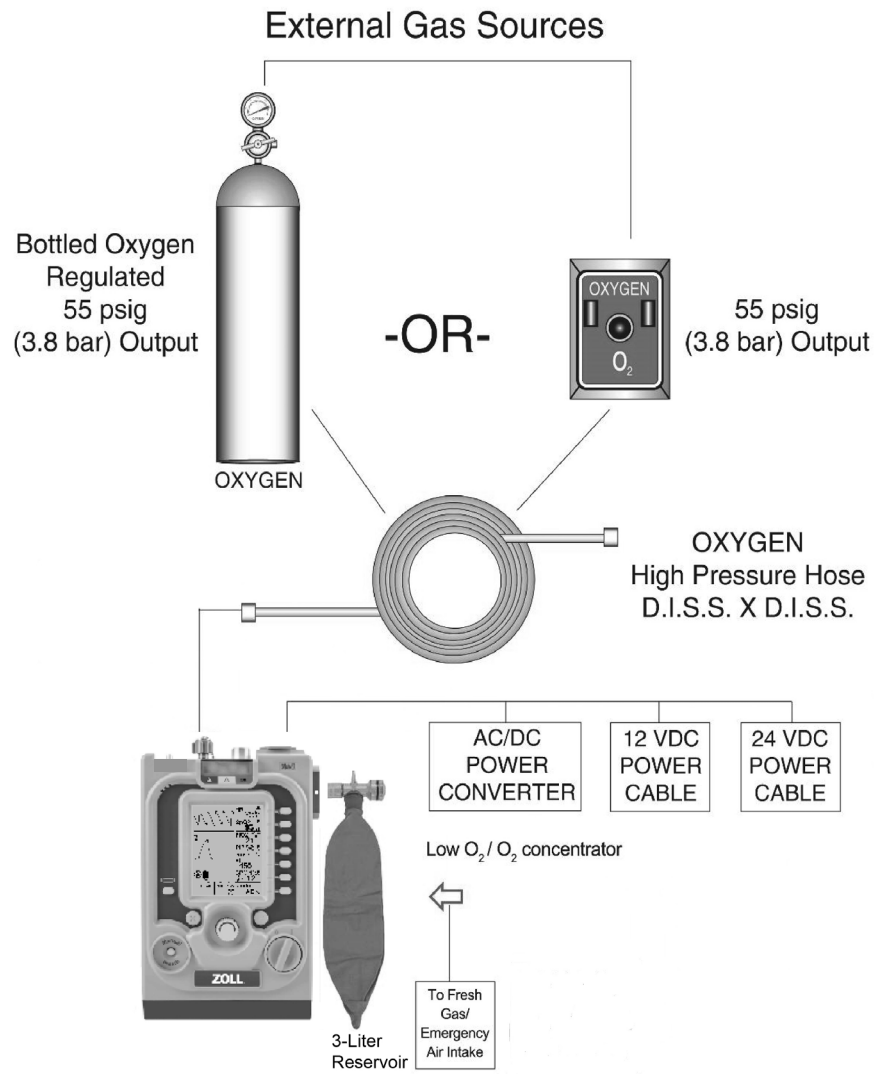 External Gas Sources
Bottled Oxygen
Regulated
55 psig
(3.8 bar) Output
-OR-
OXYGEN
O2
55 psig
(3.8 bar) Output
OXYGEN
OXYGEN
High Pressure Hose
D.I.S.S. X D.I.S.S.
AC/DC
POWER
CONVERTER
12 VDC
POWER
CABLE
24 VDC
POWER
CABLE
Low O2 / O2 concentrator
ZOLL
3-Liter
Reservoir
To Fresh
Gas/
Emergency
Air Intake